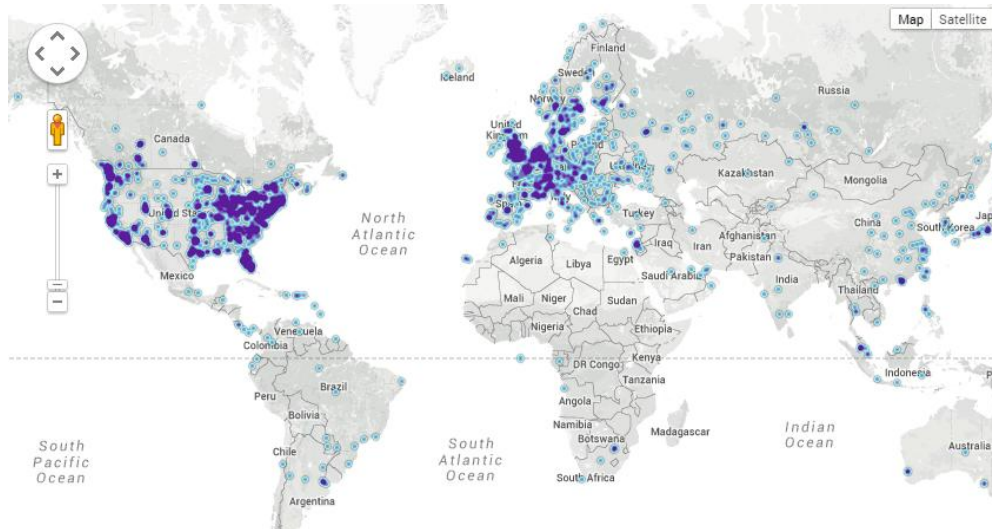 Map Satellite
Finland
Iceland
Sweden
Russia
Norway
United
Kingdom
Canada
Poland
Ukraine
Kazakhstan
Mongolia
United States
North
Atlantic
Ocean
Spain
Italy
Turkey
China
South Korea
Afghanistan
Iraq
Iran
Algeria
Libya
Egypt
Pakistan
Mexico
Saudi Arabia
India
Mali
Niger
Sudan
Thailand
Chad
Venezuela
Nigeria
Ethiopia
Colombia
Kenya
DR Congo
Indonesia
Tanzania
Peru
Brazil
Angola
Bolivia
Namibia
Madagascar
Indian
Ocean
Botswana
South
Pacific
Ocean
Chile
South
Atlantic
Ocean
Australia
South Africa
Argentina